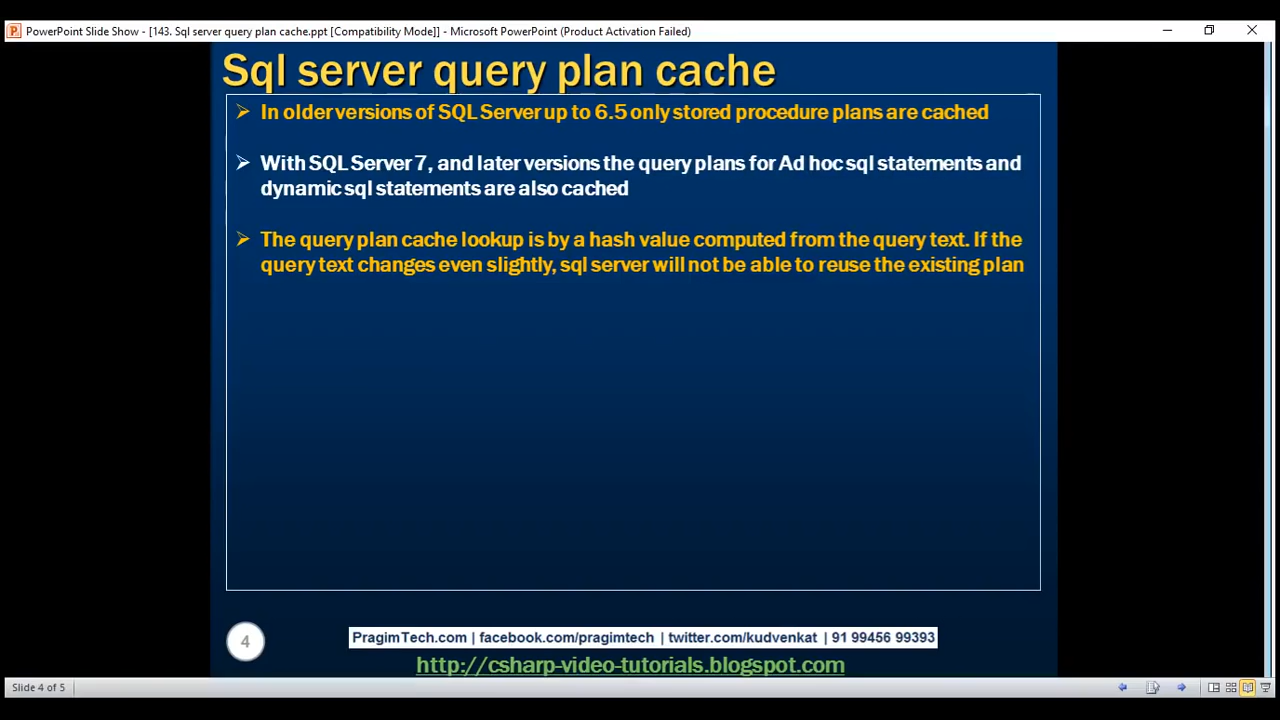 PowerPoint Slide Show - [143. Sql server query plan cache.ppt [Compatibility Mode]] - Microsoft PowerPoint (Product Activation Failed)
Sql server query plan cache
In older versions of SQL Server up to 6.5 only stored procedure plans are cached
With SQL Server 7, and later versions the query plans for Ad hoc sql statements and
dynamic sql statements are also cached
The query plan cache lookup is by a hash value computed from the query text. If the
query text changes even slightly, sql server will not be able to reuse the existing plan
4
PragimTech.com | facebook.com/pragimtech | twitter.com/kudvenkat | 91 99456 99393
http://csharp-video-tutorials.blogspot.com
Slide 4 of 5